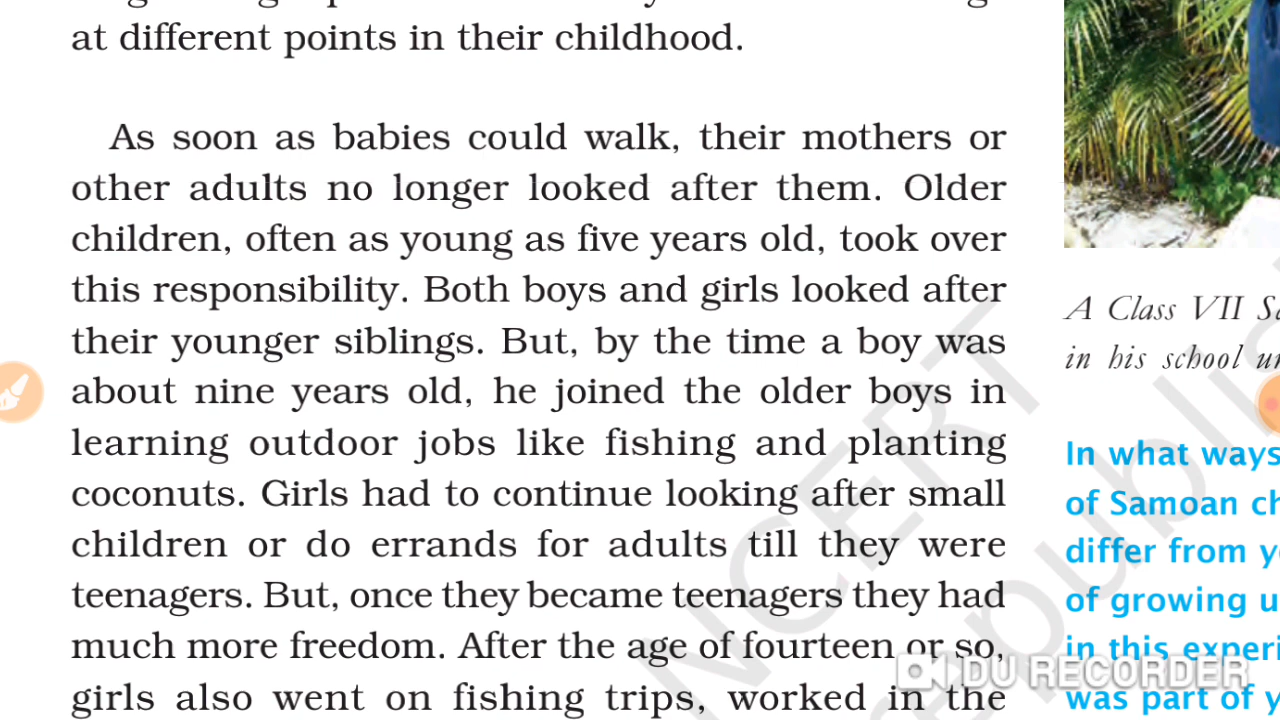 at different points in their childhood.
As soon as babies could walk, their mothers or
other adults no longer looked after them. Older
children, often as young as five years old, took over
this responsibility. Both boys and girls looked after
their younger siblings. But, by the time a boy was
about nine years old, he joined the older boys in
learning outdoor jobs like fishing and planting
coconuts. Girls had to continue looking after small
children or do errands for adults till they were
teenagers. But, once they became teenagers they had
much more freedom. After the age of fourteen or so,
girls also went on fishing trips, worked in the
A Class VII
in his school
In what ways
of Samoan
differ from
of growing
in this
was part of
NCERT
DU RECORDER